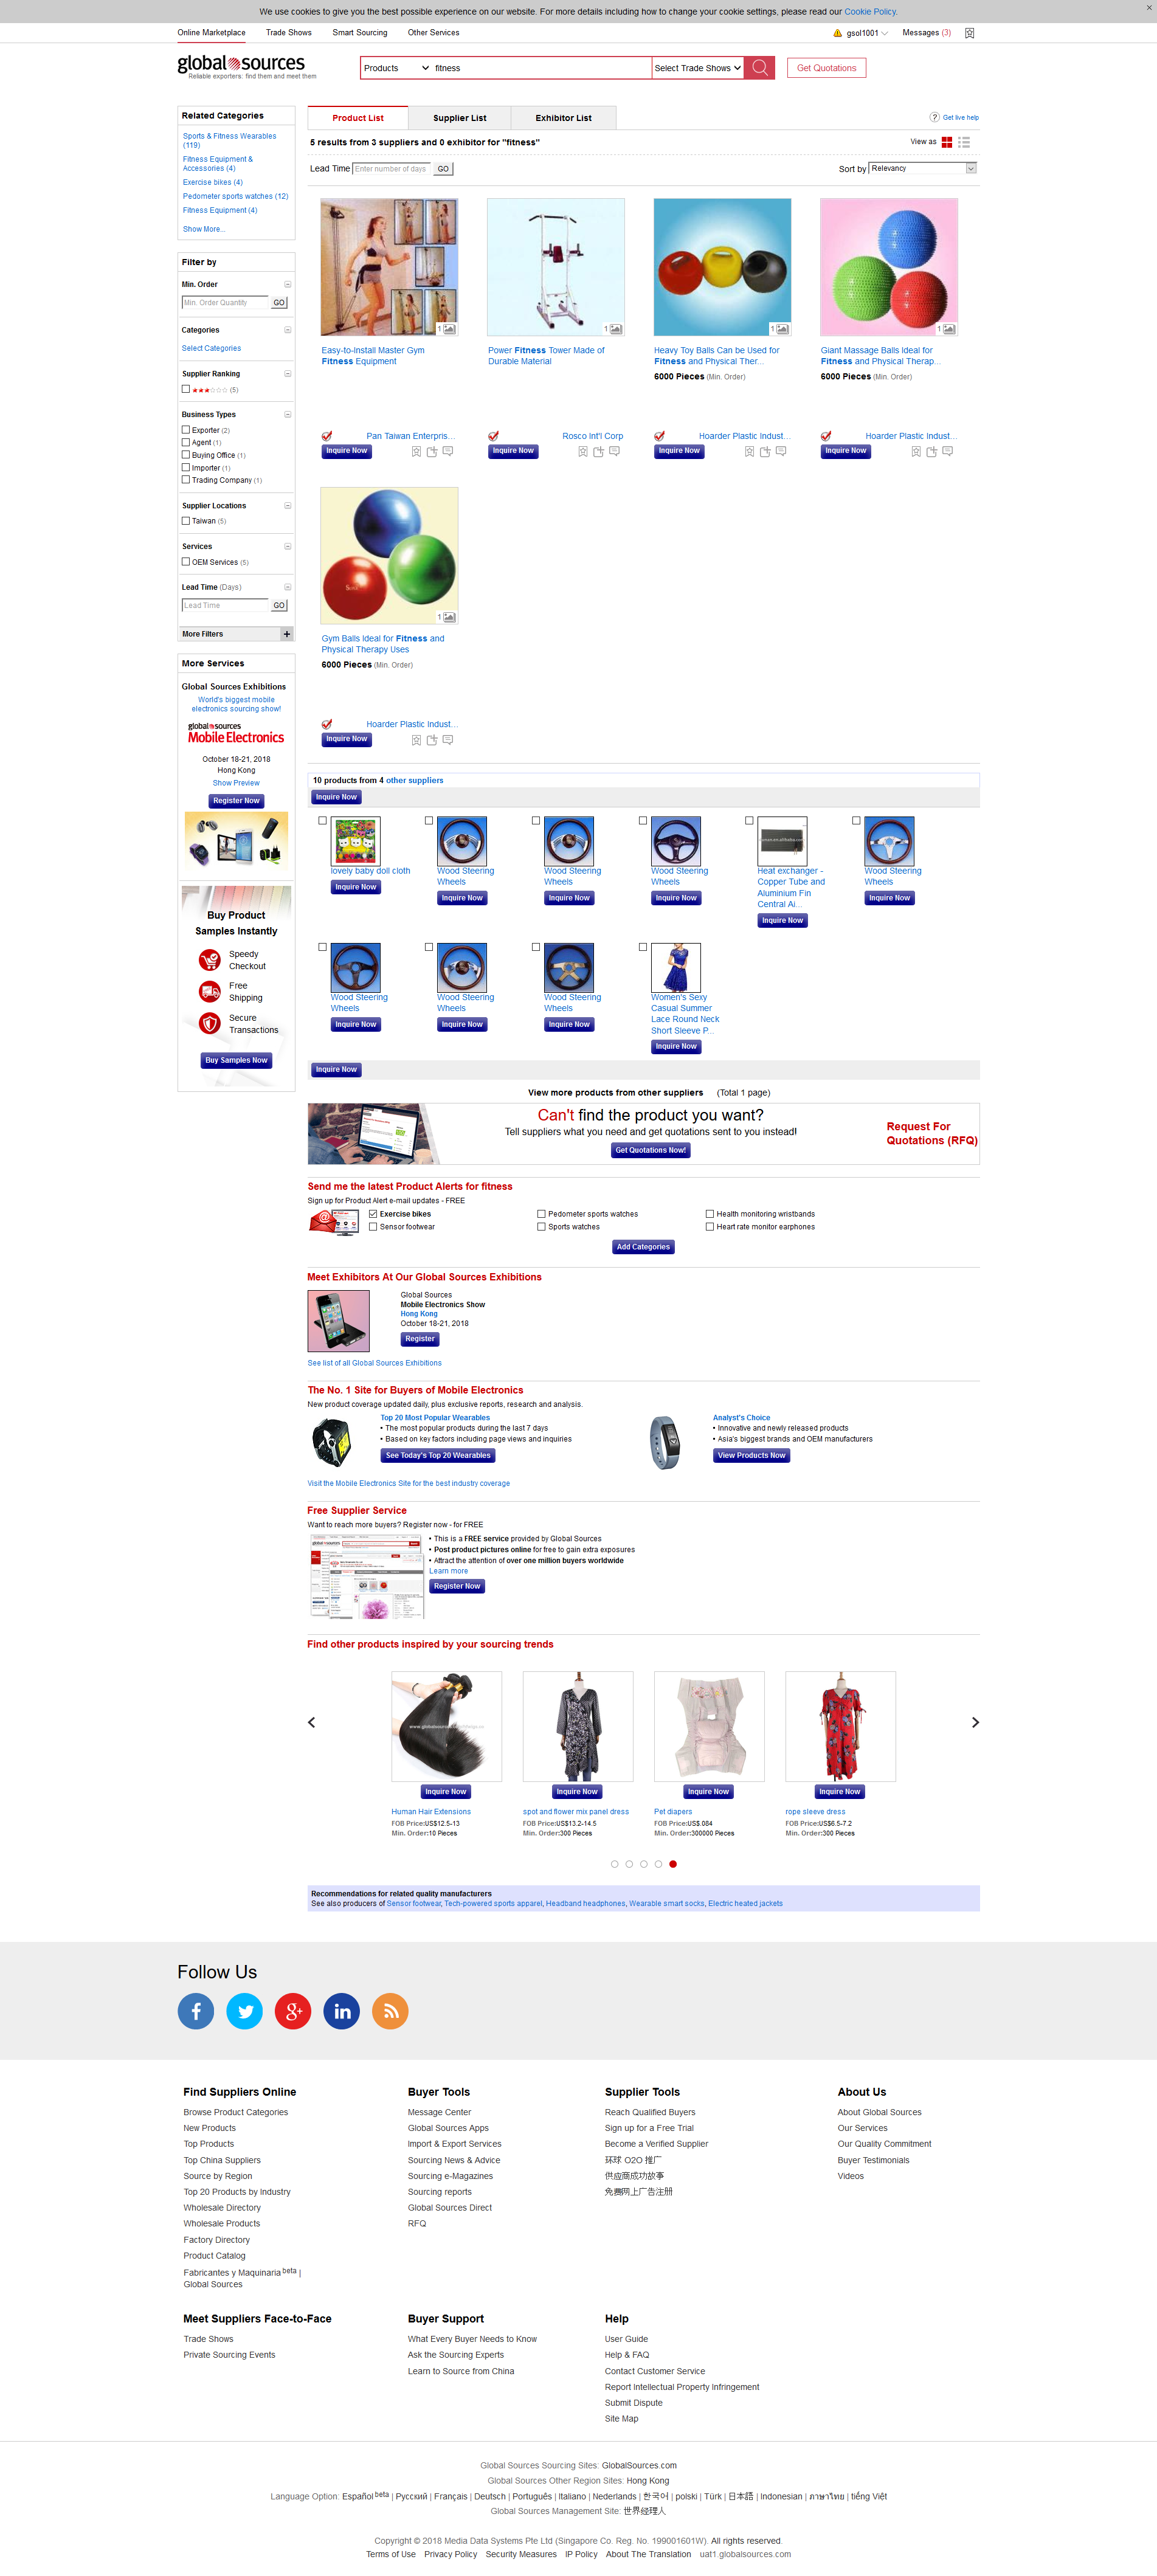 We use cookies to give you the best possible experience on our website. For more details including how to change your cookie settings, please read our Cookie Policy.
Online Marketplace Trade Shows Smart Sourcing Other Services
gsol1001 Messages (3)
global sources
Reliable exporters: find them and meet them
Products fitness Select Trade Shows
Get Quotations
Related Categories
Sports & Fitness Wearables
(119)
Fitness Equipment &
Accessories (4)
Exercise bikes (4)
Pedometer sports watches (12)
Fitness Equipment (4)
Show More...
Filter by
Min. Order
Min. Order Quantity GO
Categories
Select Categories
Supplier Ranking
(5)
Business Types
Exporter (2)
Agent (1)
Buying Office (1)
Importer (1)
Trading Company (1)
Supplier Locations
Taiwan (5)
Services
OEM Services (5)
Lead Time (Days)
Lead Time GO
More Filters +
More Services
Global Sources Exhibitions
World's biggest mobile
electronics sourcing show!
global sources
Mobile Electronics
October 18-21, 2018
Hong Kong
Show Preview
Register Now
Buy Product
Samples Instantly
Speedy
Checkout
Free
Shipping
Secure
Transactions
Buy Samples Now
Product List Supplier List Exhibitor List
Get live help
5 results from 3 suppliers and 0 exhibitor for "fitness"
View as
Lead Time Enter number of days GO
Sort by Relevancy
1 1 1 1
Easy-to-Install Master Gym
Fitness Equipment
Pan Taiwan Enterpris...
Inquire Now
Power Fitness Tower Made of
Durable Material
Rosco Int'l Corp
Inquire Now
Heavy Toy Balls Can be Used for
Fitness and Physical Ther...
6000 Pieces (Min. Order)
Hoarder Plastic Indust...
Inquire Now
Giant Massage Balls Ideal for
Fitness and Physical Therap...
6000 Pieces (Min. Order)
Hoarder Plastic Indust...
Inquire Now
1
Gym Balls Ideal for Fitness and
Physical Therapy Uses
6000 Pieces (Min. Order)
Hoarder Plastic Indust...
Inquire Now
10 products from 4 other suppliers
Inquire Now
lovely baby doll cloth
Inquire Now
Wood Steering
Wheels
Inquire Now
Wood Steering
Wheels
Inquire Now
Wood Steering
Wheels
Inquire Now
Heat exchanger -
Copper Tube and
Aluminium Fin
Central Ai...
Inquire Now
Wood Steering
Wheels
Inquire Now
Wood Steering
Wheels
Inquire Now
Wood Steering
Wheels
Inquire Now
Wood Steering
Wheels
Inquire Now
Women's Sexy
Casual Summer
Lace Round Neck
Short Sleeve P...
Inquire Now
Inquire Now
View more products from other suppliers (Total 1 page)
Can't find the product you want?
Tell suppliers what you need and get quotations sent to you instead!
Get Quotations Now!
Request For
Quotations (RFQ)
Send me the latest Product Alerts for fitness
Sign up for Product Alert e-mail updates - FREE
Exercise bikes Pedometer sports watches Health monitoring wristbands
Sensor footwear Sports watches Heart rate monitor earphones
Add Categories
Meet Exhibitors At Our Global Sources Exhibitions
Global Sources
Mobile Electronics Show
Hong Kong
October 18-21, 2018
Register
See list of all Global Sources Exhibitions
The No. 1 Site for Buyers of Mobile Electronics
New product coverage updated daily, plus exclusive reports, research and analysis.
Top 20 Most Popular Wearables
• The most popular products during the last 7 days
• Based on key factors including page views and inquiries
See Today's Top 20 Wearables
Analyst's Choice
• Innovative and newly released products
• Asia's biggest brands and OEM manufacturers
View Products Now
Visit the Mobile Electronics Site for the best industry coverage
Free Supplier Service
Want to reach more buyers? Register now - for FREE
• This is a FREE service provided by Global Sources
• Post product pictures online for free to gain extra exposures
• Attract the attention of over one million buyers worldwide
Learn more
Register Now
Find other products inspired by your sourcing trends
Inquire Now Inquire Now Inquire Now Inquire Now
Human Hair Extensions
FOB Price:US$12.5-13
Min. Order:10 Pieces
spot and flower mix panel dress
FOB Price:US$13.2-14.5
Min. Order:300 Pieces
Pet diapers
FOB Price:US$.084
Min. Order:300000 Pieces
rope sleeve dress
FOB Price:US$6.5-7.2
Min. Order:300 Pieces
Recommendations for related quality manufacturers
See also producers of Sensor footwear, Tech-powered sports apparel, Headband headphones, Wearable smart socks, Electric heated jackets
Follow Us
Find Suppliers Online
Browse Product Categories
New Products
Top Products
Top China Suppliers
Source by Region
Top 20 Products by Industry
Wholesale Directory
Wholesale Products
Factory Directory
Product Catalog
Fabricantes y Maquinaria beta |
Global Sources
Buyer Tools
Message Center
Global Sources Apps
Import & Export Services
Sourcing News & Advice
Sourcing e-Magazines
Sourcing reports
Global Sources Direct
RFQ
Supplier Tools
Reach Qualified Buyers
Sign up for a Free Trial
Become a Verified Supplier
环球 O2O 推广
供应商成功故事
免费网上广告注册
About Us
About Global Sources
Our Services
Our Quality Commitment
Buyer Testimonials
Videos
Meet Suppliers Face-to-Face
Trade Shows
Private Sourcing Events
Buyer Support
What Every Buyer Needs to Know
Ask the Sourcing Experts
Learn to Source from China
Help
User Guide
Help & FAQ
Contact Customer Service
Report Intellectual Property Infringement
Submit Dispute
Site Map
Global Sources Sourcing Sites: GlobalSources.com
Global Sources Other Region Sites: Hong Kong
Language Option: Español beta | Русский | Français | Deutsch | Português | Italiano | Nederlands | 한국어 | polski | Türk | 日本語 | Indonesian | ภาษาไทย | tiếng Việt
Global Sources Management Site: 世界经理人
Copyright © 2018 Media Data Systems Pte Ltd (Singapore Co. Reg. No. 199001601W). All rights reserved.
Terms of Use Privacy Policy Security Measures IP Policy About The Translation uat1.globalsources.com